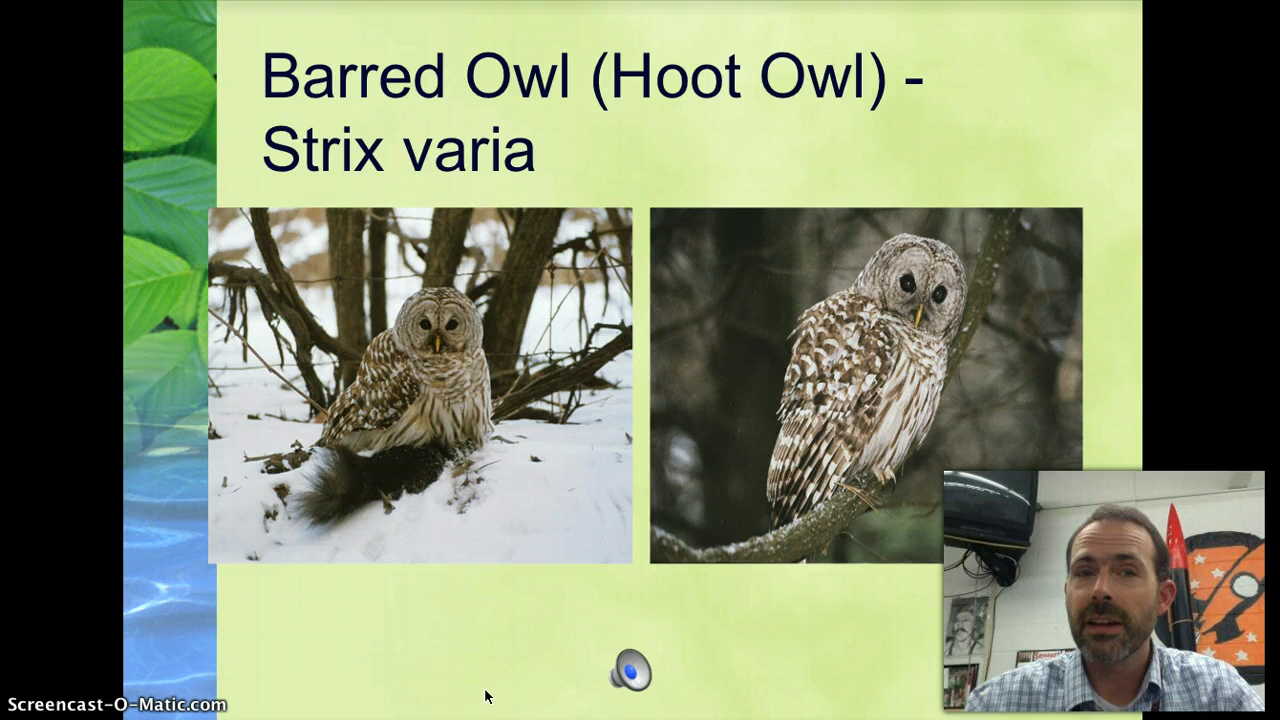 Barred Owl (Hoot Owl) -
Strix varia
Screencast-O-Matic.com